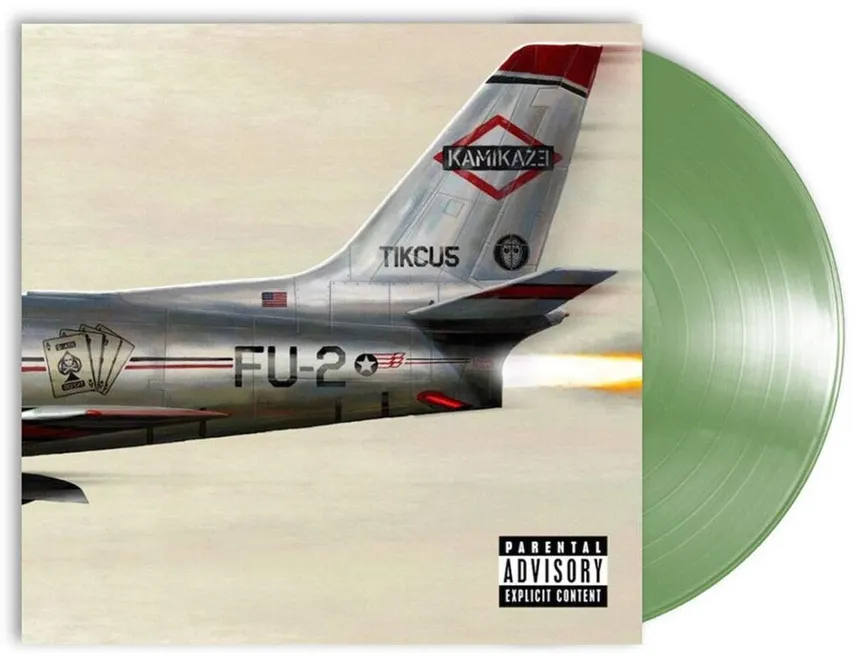 KAMIKAZE
TIKCUS
FU-2
PARENTAL
ADVISORY
EXPLICIT CONTENT